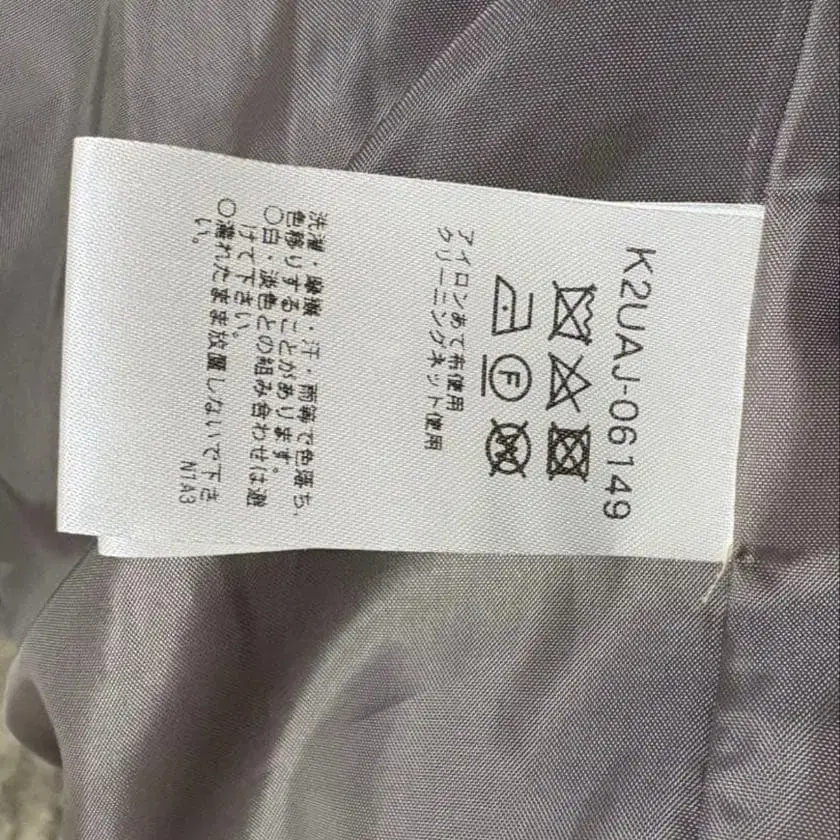 K2UAJ-06149
F
W
アイロンあて布使用
クリーニングネット使用
洗濯・摩擦・汗・雨等で色落ち、
色移りすることがあります。
○白・淡色との組み合わせは避
けて下さい。
○濡れたまま放置しないで下さ
い。
N1A3